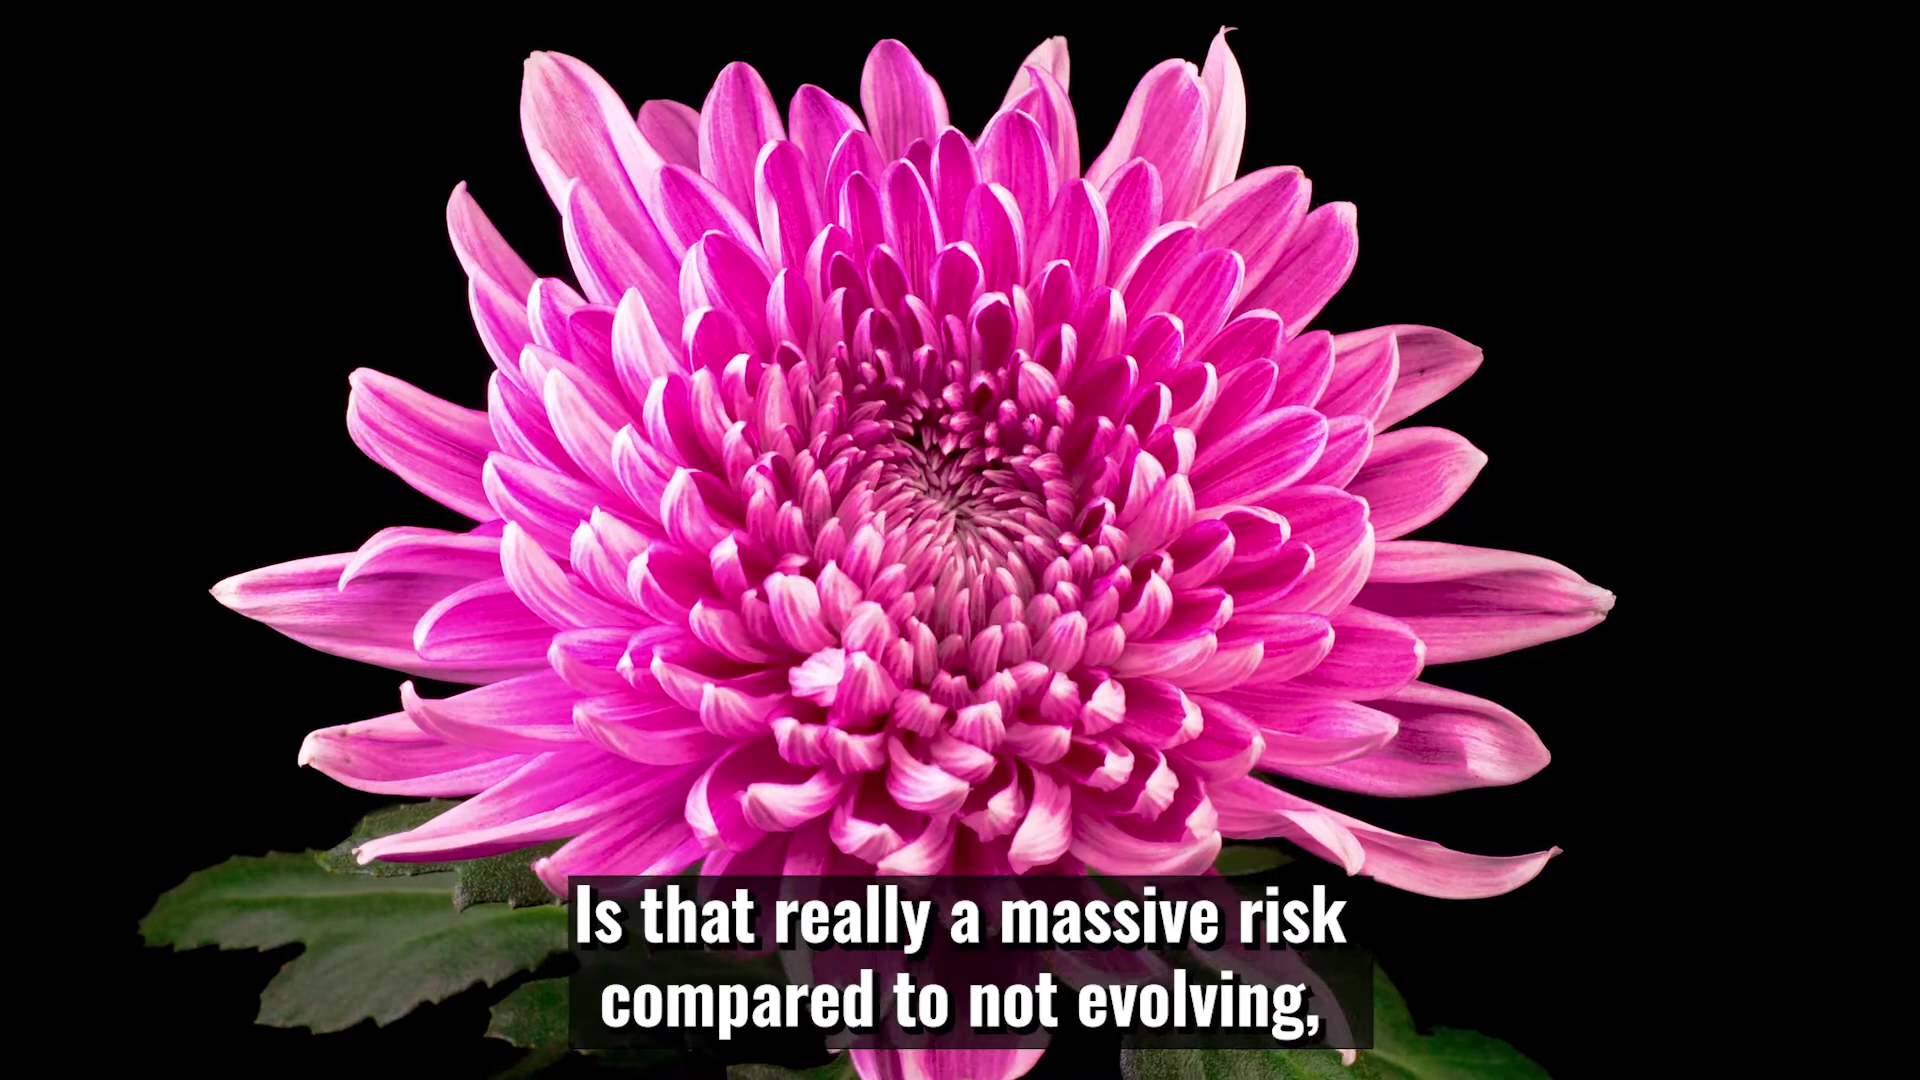 Is that really a massive risk
compared to not evolving,